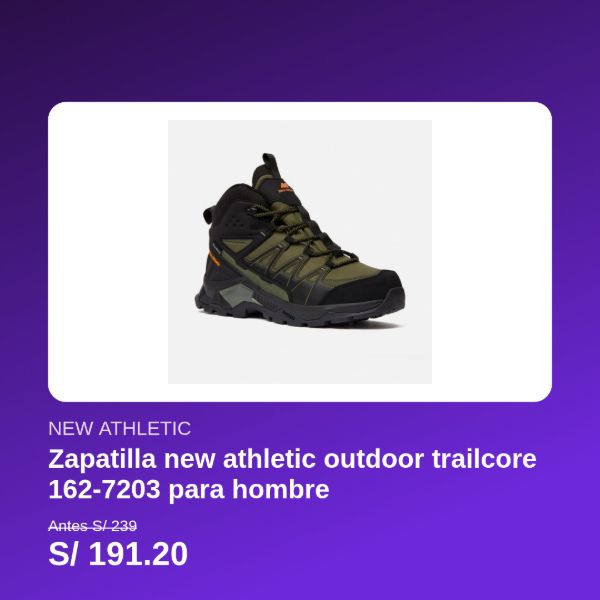 NEW ATHLETIC
Zapatilla new athletic outdoor trailcore
162-7203 para hombre
Antes S/ 239
S/ 191.20